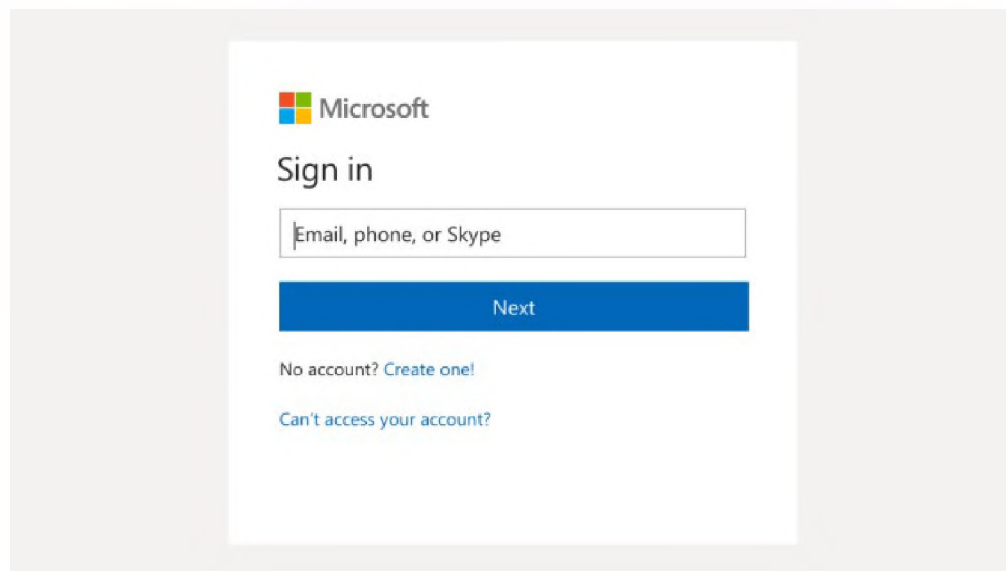 Microsoft
Sign in
Email, phone, or Skype
Next
No account? Create one!
Can't access your account?